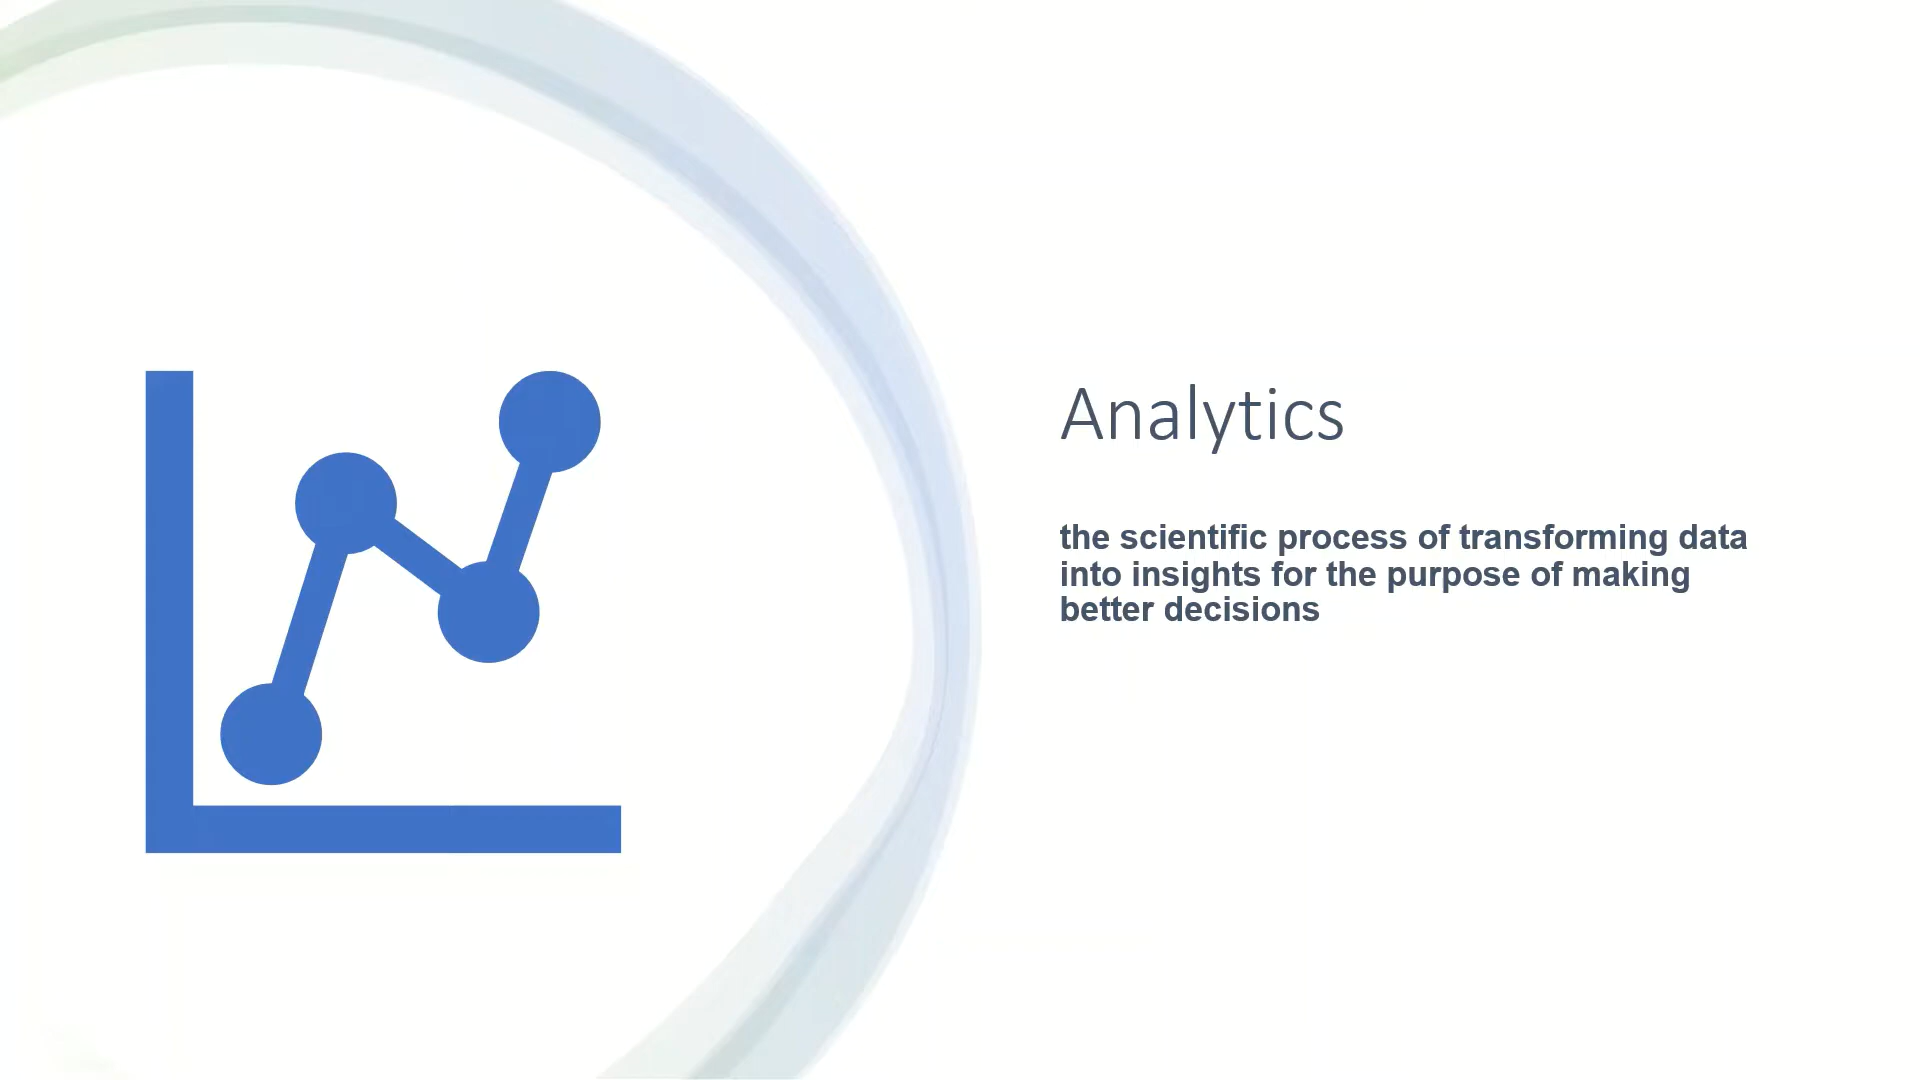 Analytics
the scientific process of transforming data
into insights for the purpose of making
better decisions